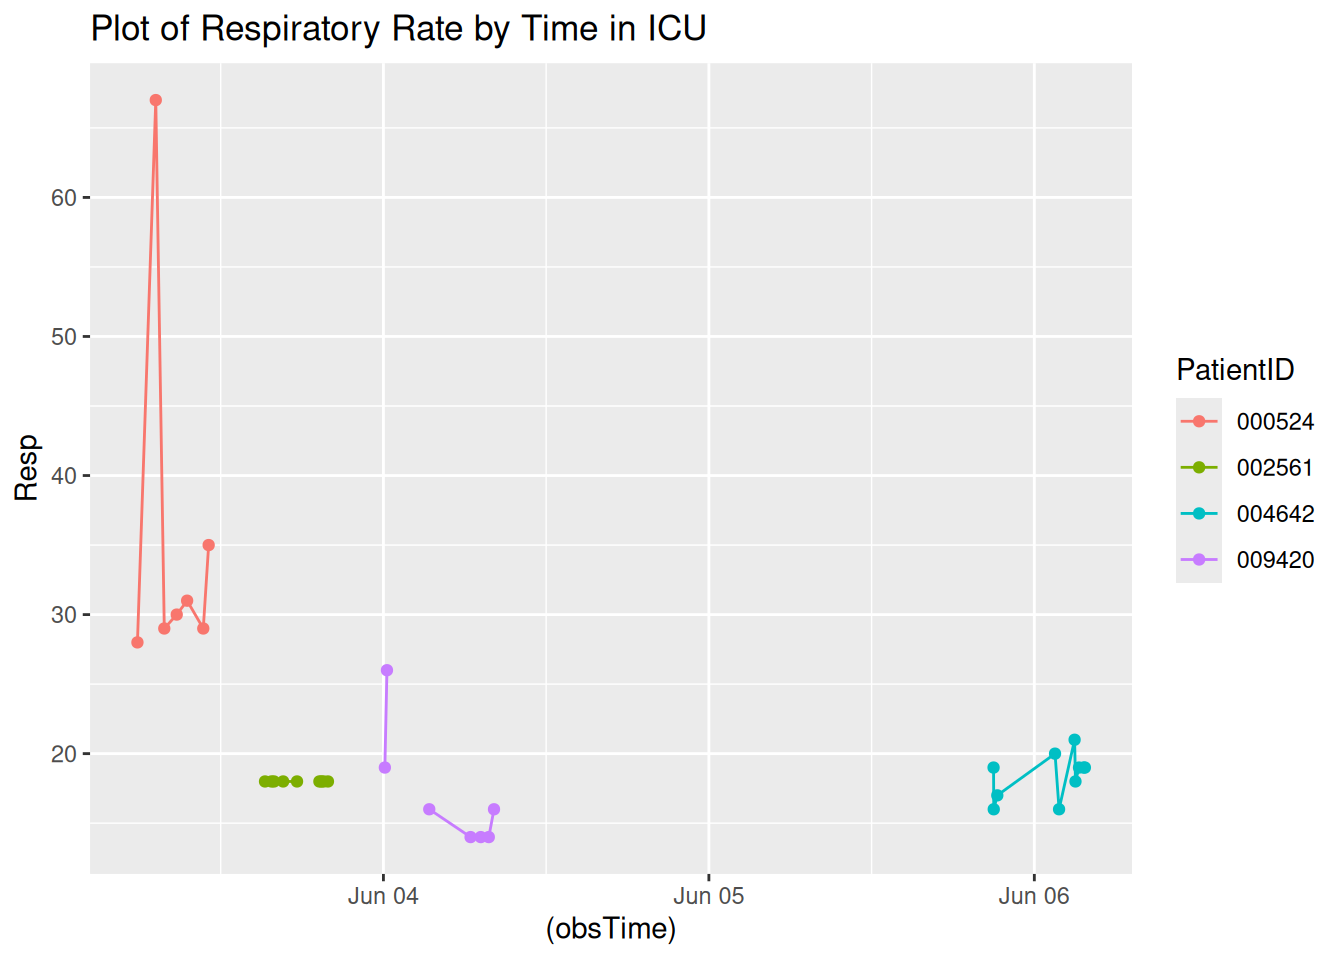 Plot of Respiratory Rate by Time in ICU
60
50
40
30
20
Resp
Jun 04
Jun 05
Jun 06
(obsTime)
PatientID
000524
002561
004642
009420